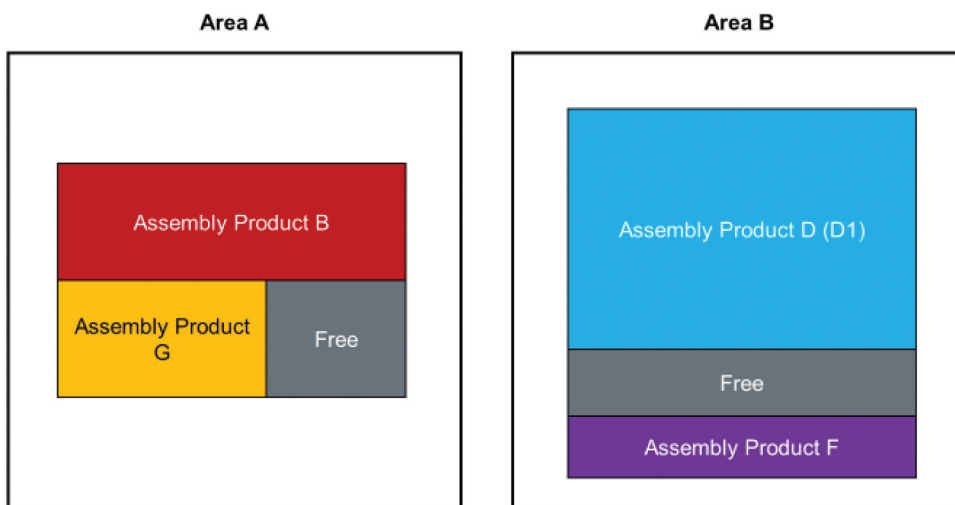 Area A
Area B
Assembly Product B
Assembly Product
G
Free
Assembly Product D (D1)
Free
Assembly Product F